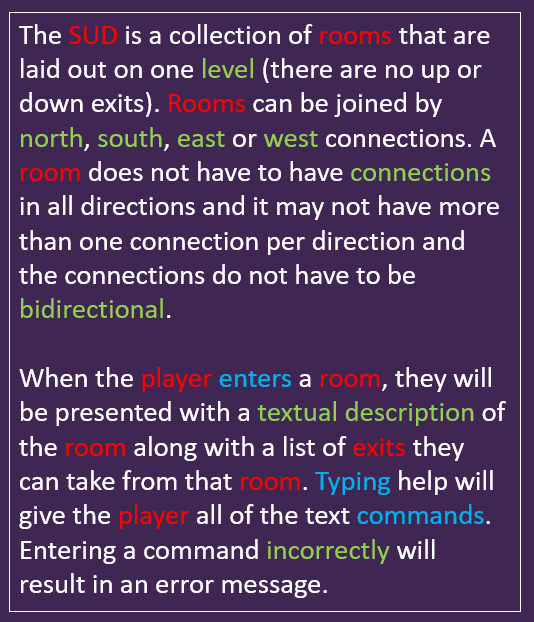 The SUD is a collection of rooms that are
laid out on one level (there are no up or
down exits). Rooms can be joined by
north, south, east or west connections. A
room does not have to have connections
in all directions and it may not have more
than one connection per direction and
the connections do not have to be
bidirectional.
When the player enters a room, they will
be presented with a textual description of
the room along with a list of exits they
can take from that room. Typing help will
give the player all of the text commands.
Entering a command incorrectly will
result in an error message.